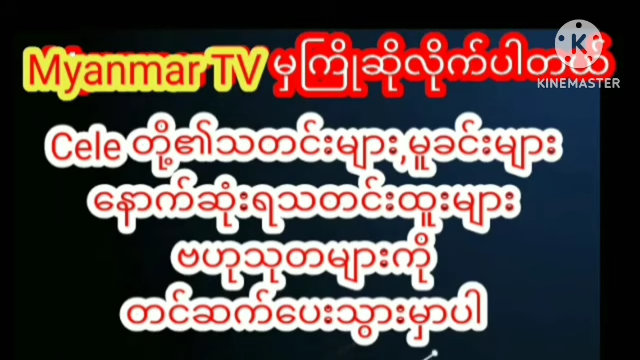 Myanmar TV မှကြိုဆိုလိုက်ပါတယ်
KINEMASTER
Cele တို့၏သတင်းများ,မူခင်းများ
နောက်ဆုံးရသတင်းထူးများ
ဗဟုသုတများကို
တင်ဆက်ပေးသွားမှာပါ